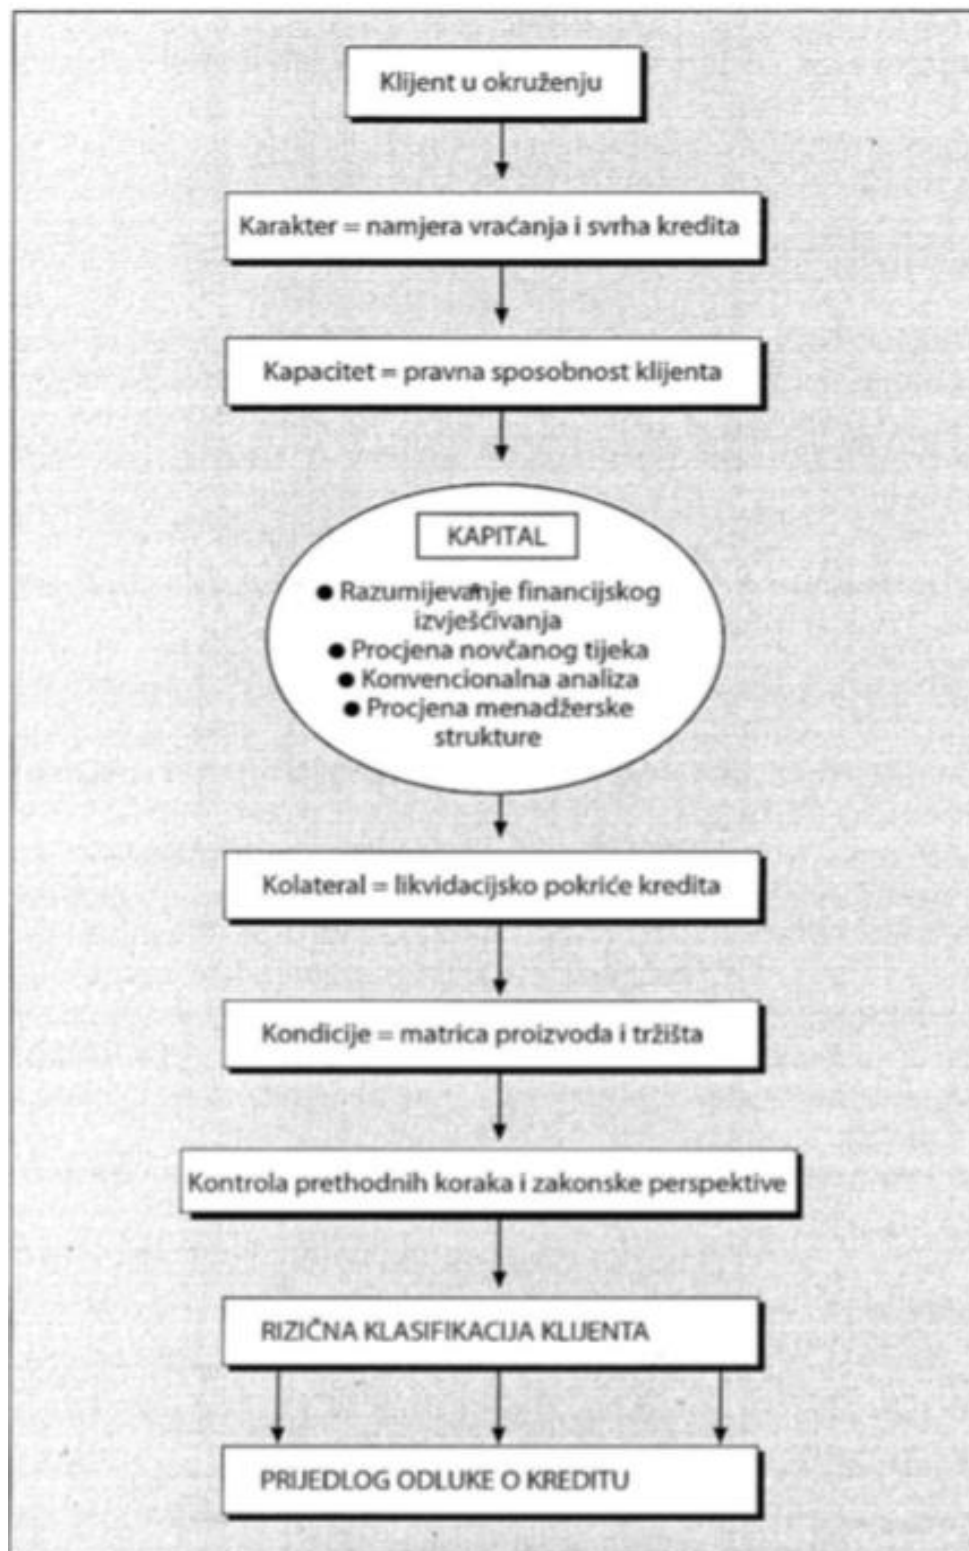 Klijent u okruženju
Karakter = namjera vraćanja i svrha kredita
Kapacitet = pravna sposobnost klijenta
KAPITAL
● Razumijevanje financijskog
izvješćivanja
● Procjena novčanog tijeka
● Konvencionalna analiza
● Procjena menadžerske
strukture
Kolateral = likvidacijsko pokriće kredita
Kondicije = matrica proizvoda i tržišta
Kontrola prethodnih koraka i zakonske perspektive
RIZIČNA KLASIFIKACIJA KLIJENTA
PRIJEDLOG ODLUKE O KREDITU